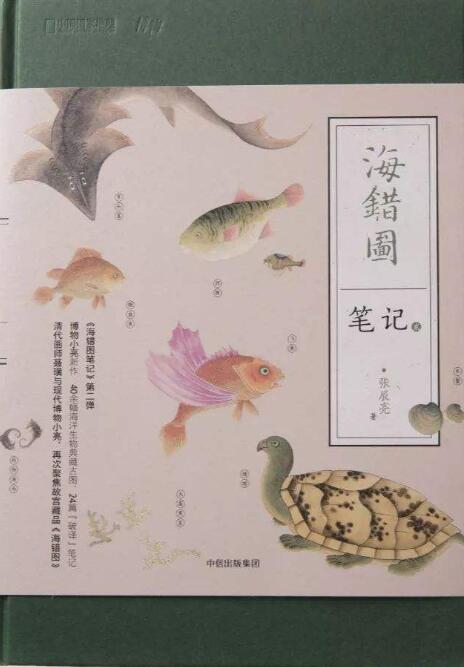 海錯圖
笔记 贰
·张辰亮 著
《海错图笔记》第二弹
博物小亮新作 40余幅海洋生物典藏古图，24篇「破译」笔记
清代画师聂璜与现代博物小亮，再次聚焦故宫藏品《海错图》
中信出版集团